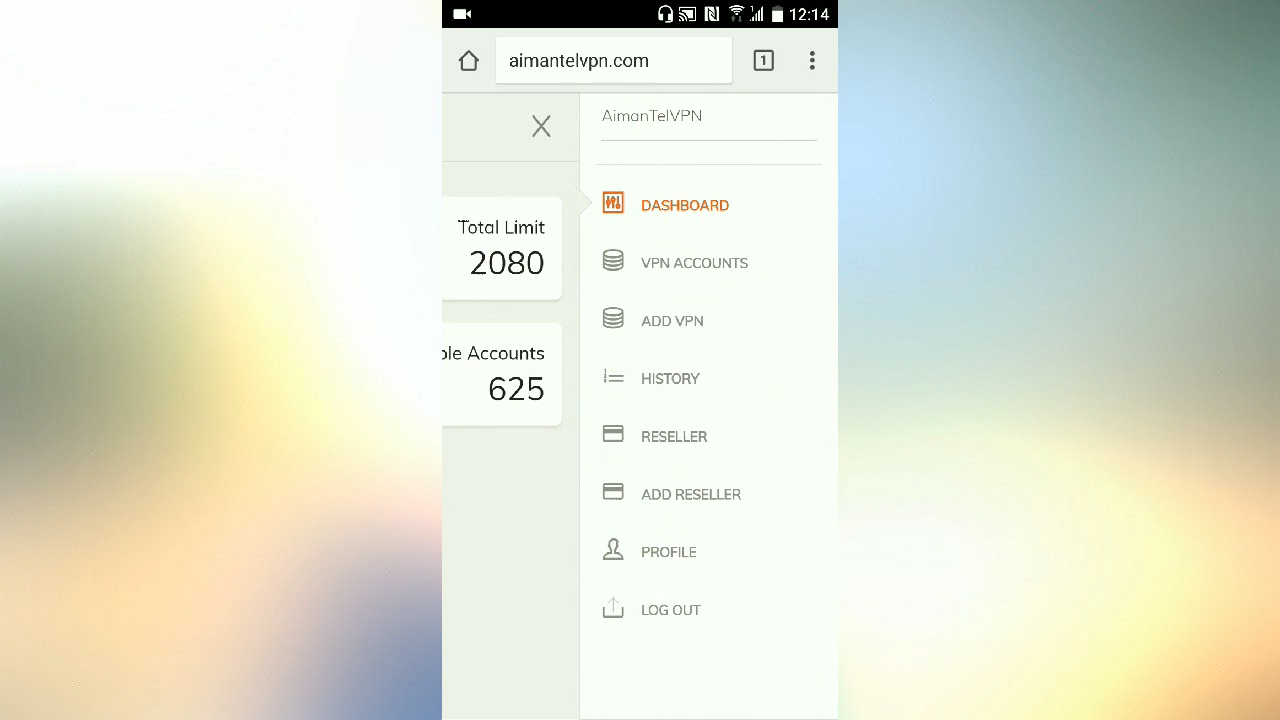 12:14
aimantelvpn.com
1
AimanTelVPN
Total Limit
2080
Accounts
625
DASHBOARD
VPN ACCOUNTS
ADD VPN
HISTORY
RESELLER
ADD RESELLER
PROFILE
LOG OUT